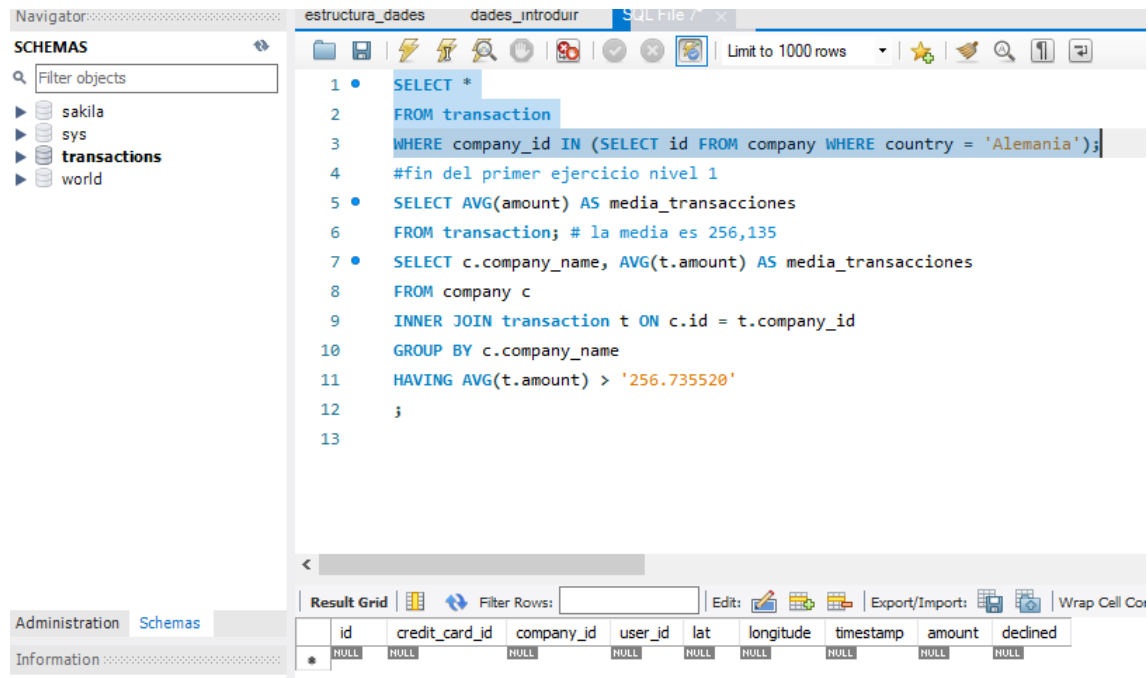 Navigator
estructura_dades dades_introduir SQL File 7*
SCHEMAS
Limit to 1000 rows
Filter objects
sakila
sys
transactions
world
1 SELECT *
2 FROM transaction
3 WHERE company_id IN (SELECT id FROM company WHERE country = 'Alemania');
4 #fin del primer ejercicio nivel 1
5 SELECT AVG(amount) AS media_transacciones
6 FROM transaction; # la media es 256,135
7 SELECT c.company_name, AVG(t.amount) AS media_transacciones
8 FROM company c
9 INNER JOIN transaction t ON c.id = t.company_id
10 GROUP BY c.company_name
11 HAVING AVG(t.amount) > '256.735520'
12 ;
13
Result Grid Filter Rows: Edit: Export/Import: Wrap Cell Co
Administration Schemas
id credit_card_id company_id user_id lat longitude timestamp amount declined
NULL NULL NULL NULL NULL NULL NULL NULL NULL
Information